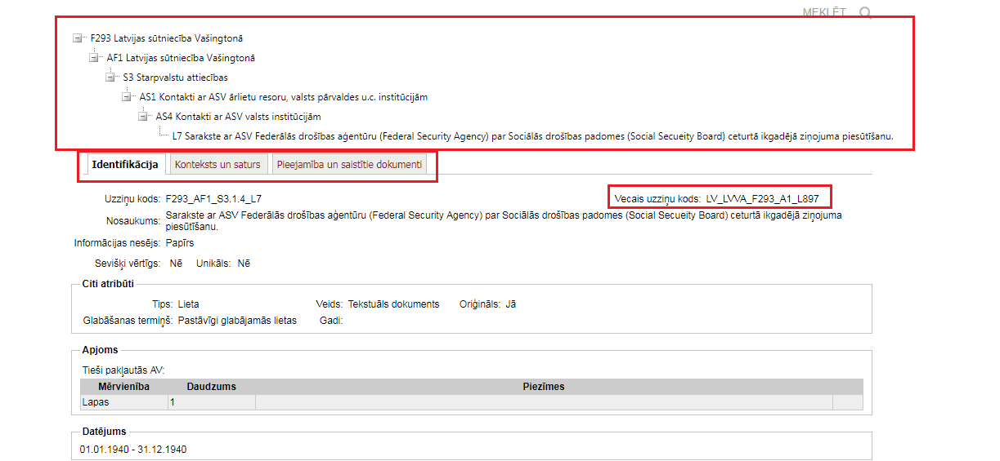 MEKLĒT
F293 Latvijas sūtniecība Vašingtonā
AF1 Latvijas sūtniecība Vašingtonā
S3 Starpvalstu attiecības
AS1 Kontakti ar ASV ārlietu resoru, valsts pārvaldes u.c. institūcijām
AS4 Kontakti ar ASV valsts institūcijām
L7 Sarakste ar ASV Federālās drošības aģentūru (Federal Security Agency) par Sociālās drošības padomes (Social Secueity Board) ceturtā ikgadējā ziņojuma piesūtīšanu.
Identifikācija Konteksts un saturs Pieejamība un saistītie dokumenti
Uzziņu kods: F293_AF1_S3.1.4_L7 Vecais uzziņu kods: LV_LVVA_F293_A1_L897
Nosaukums: Sarakste ar ASV Federālās drošības aģentūru (Federal Security Agency) par Sociālās drošības padomes (Social Secueity Board) ceturtā ikgadējā ziņojuma
piesūtīšanu.
Informācijas nesējs: Papīrs
Sevišķi vērtīgs: Nē Unikāls: Nē
Citi atribūti
Tips: Lieta Veids: Tekstuāls dokuments Oriģināls: Jā
Glabāšanas termiņš: Pastāvīgi glabājamās lietas Gadi:
Apjoms
Tieši pakļautās AV:
Mērvienība Daudzums Piezīmes
Lapas 1
Datējums
01.01.1940 - 31.12.1940